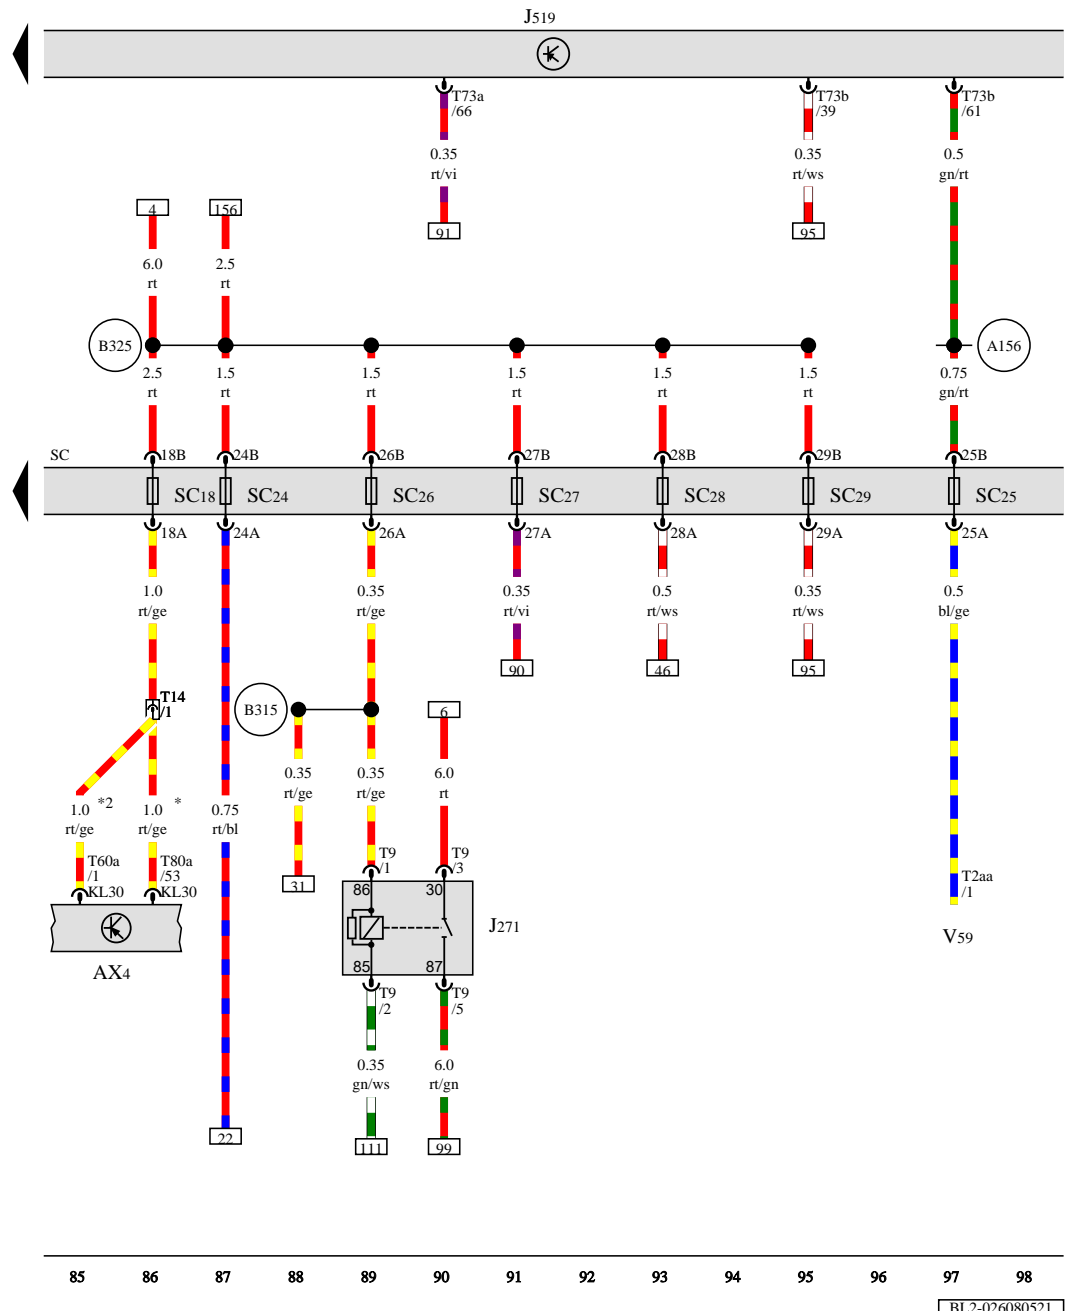 J519
T73a
/66
T73b
/39
T73b
/61
0.35
rt/vi
0.35
rt/ws
0.5
gn/rt
4
156
91
95
6.0
rt
2.5
rt
B325
A156
2.5
rt
1.5
rt
1.5
rt
1.5
rt
1.5
rt
1.5
rt
0.75
gn/rt
SC
18B
24B
26B
27B
28B
29B
25B
SC18
SC24
SC26
SC27
SC28
SC29
SC25
18A
24A
26A
27A
28A
29A
25A
1.0
rt/ge
0.35
rt/ge
0.35
rt/vi
0.5
rt/ws
0.35
rt/ws
0.5
bl/ge
90
46
95
T14
/1
B315
6
0.35
rt/ge
0.35
rt/ge
6.0
rt
1.0 *2
rt/ge
1.0 *
rt/ge
0.75
rt/bl
T60a
/1
KL30
T80a
/53
KL30
31
T9
/1
T9
/3
T2aa
/1
86
30
J271
V59
AX4
85
87
T9
/2
T9
/5
0.35
gn/ws
6.0
rt/gn
22
111
99
85 86 87 88 89 90 91 92 93 94 95 96 97 98
BL2-026080521